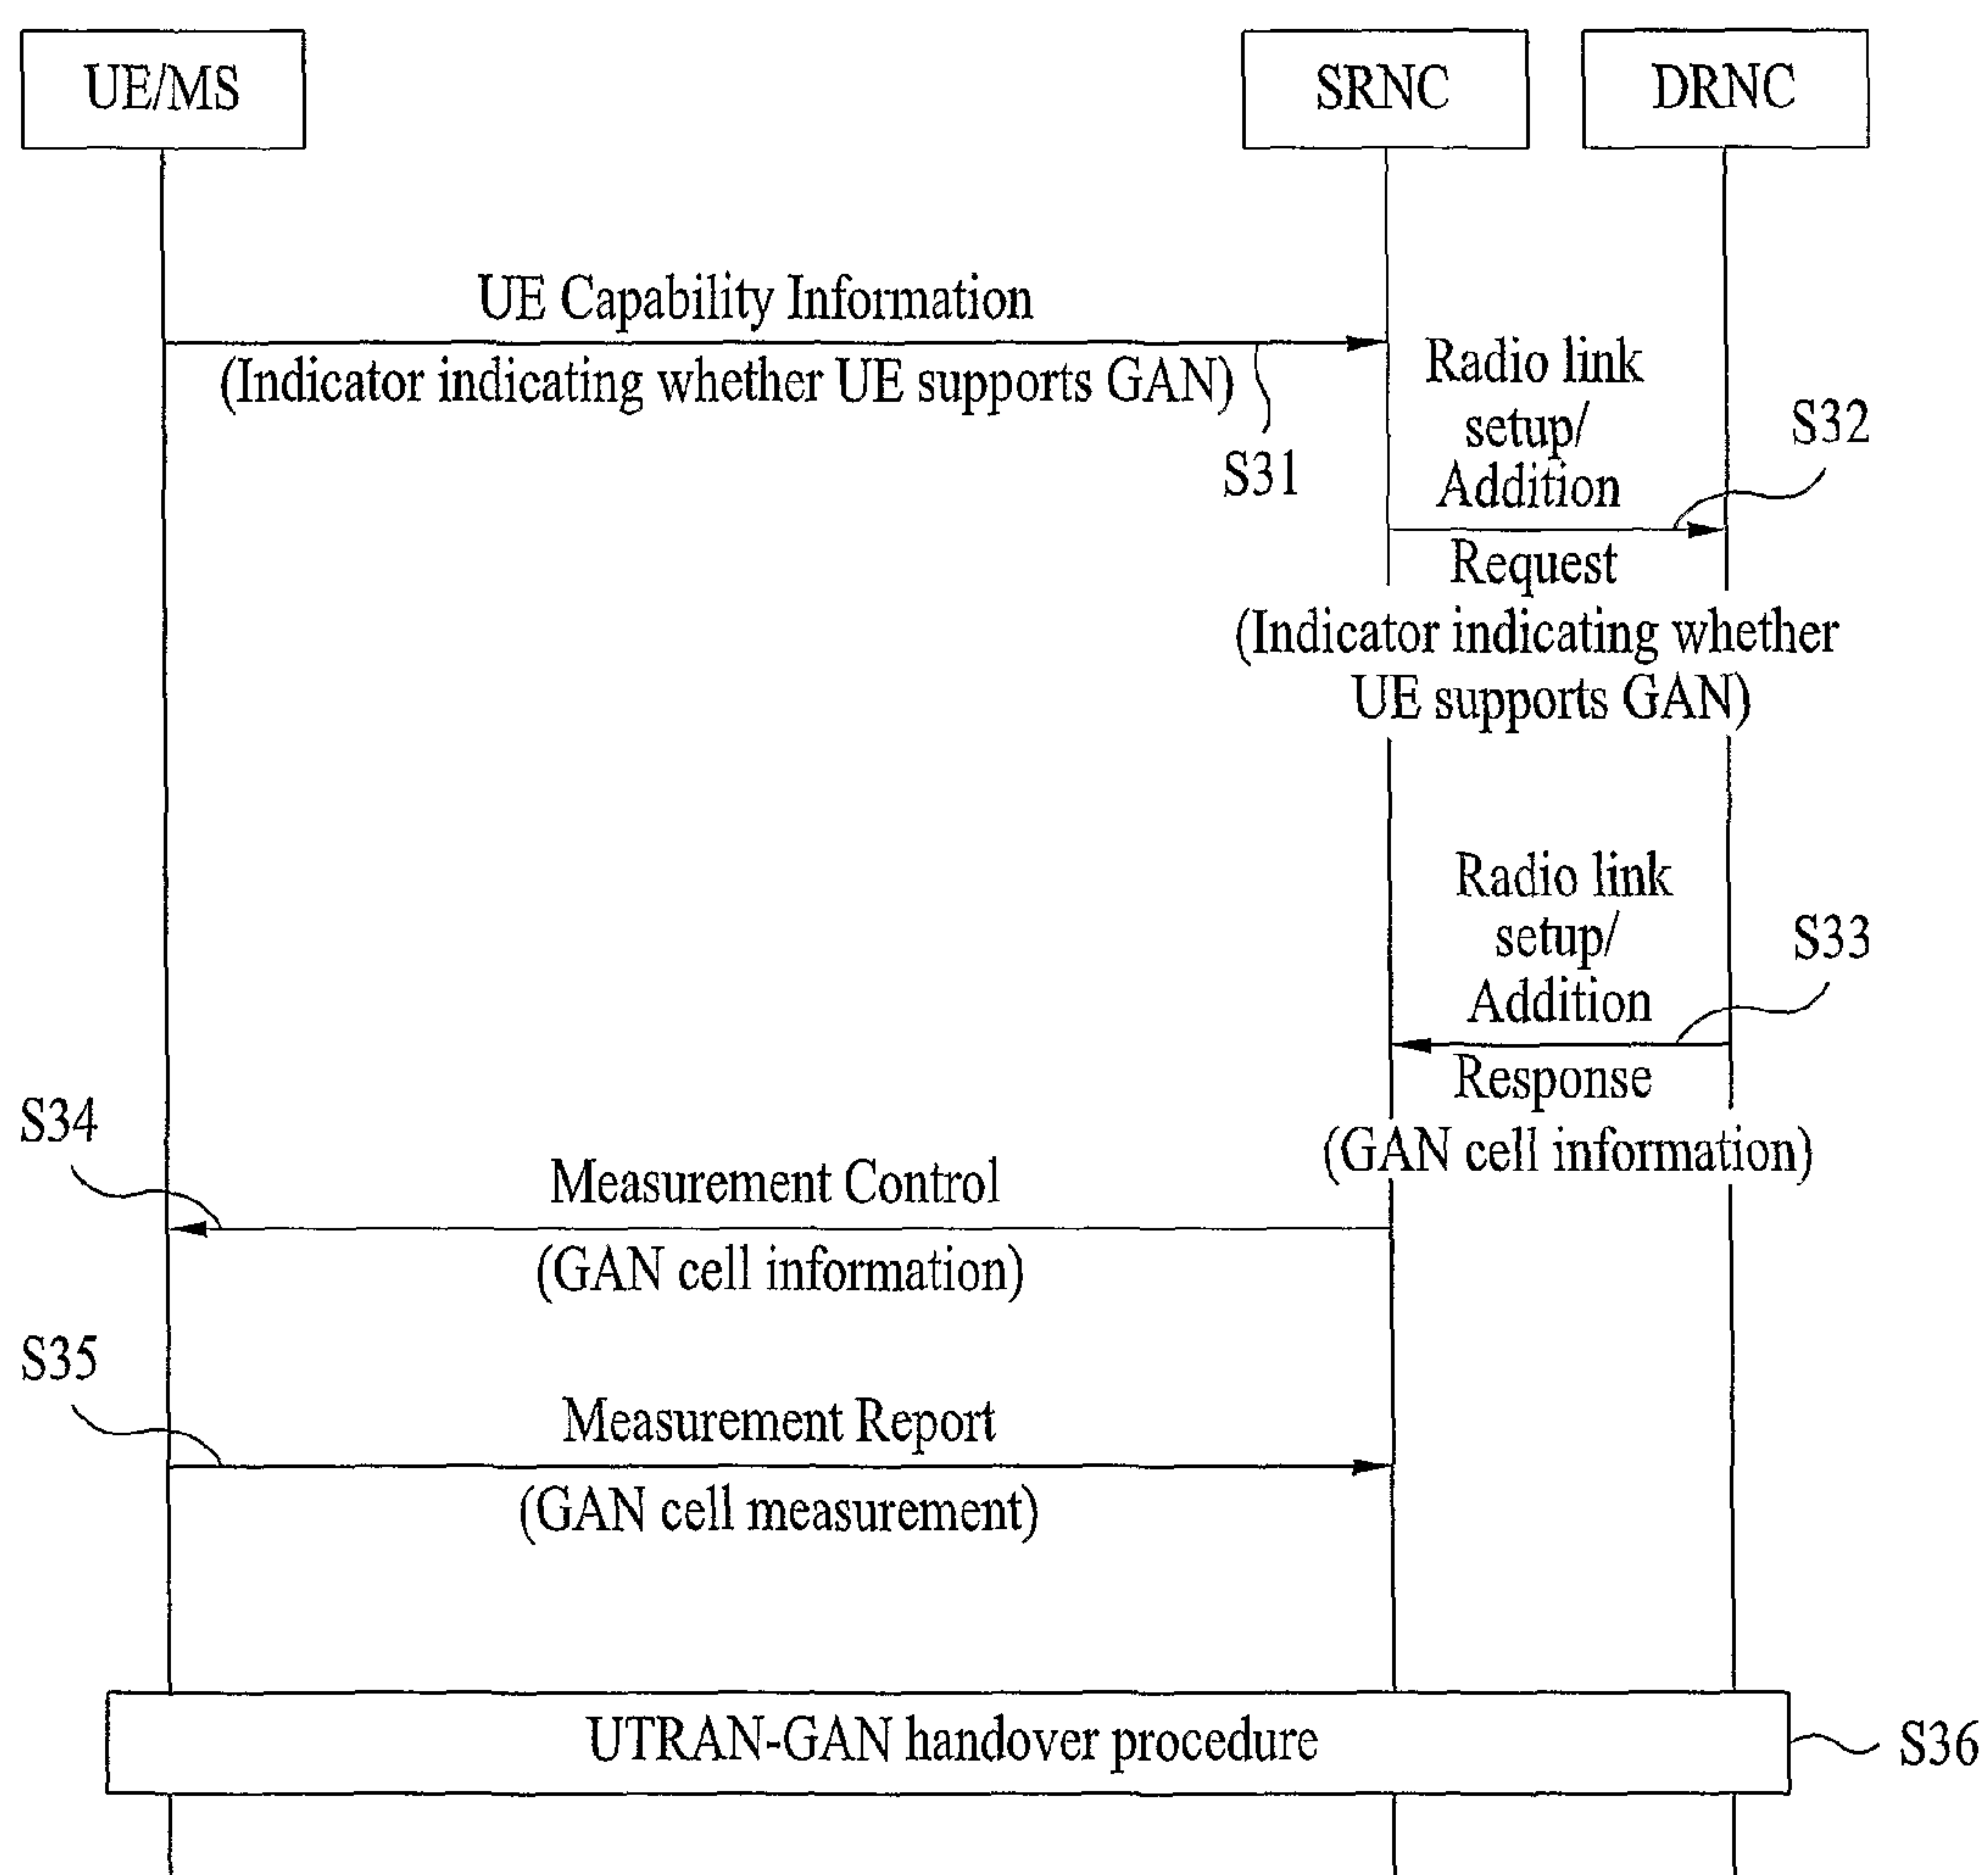 UE/MS
SRNC
DRNC
UE Capability Information
(Indicator indicating whether UE supports GAN)
S31
Radio link
setup/
Addition
S32
Request
(Indicator indicating whether
UE supports GAN)
Radio link
setup/
Addition
S33
Response
(GAN cell information)
S34
Measurement Control
(GAN cell information)
S35
Measurement Report
(GAN cell measurement)
UTRAN-GAN handover procedure
S36